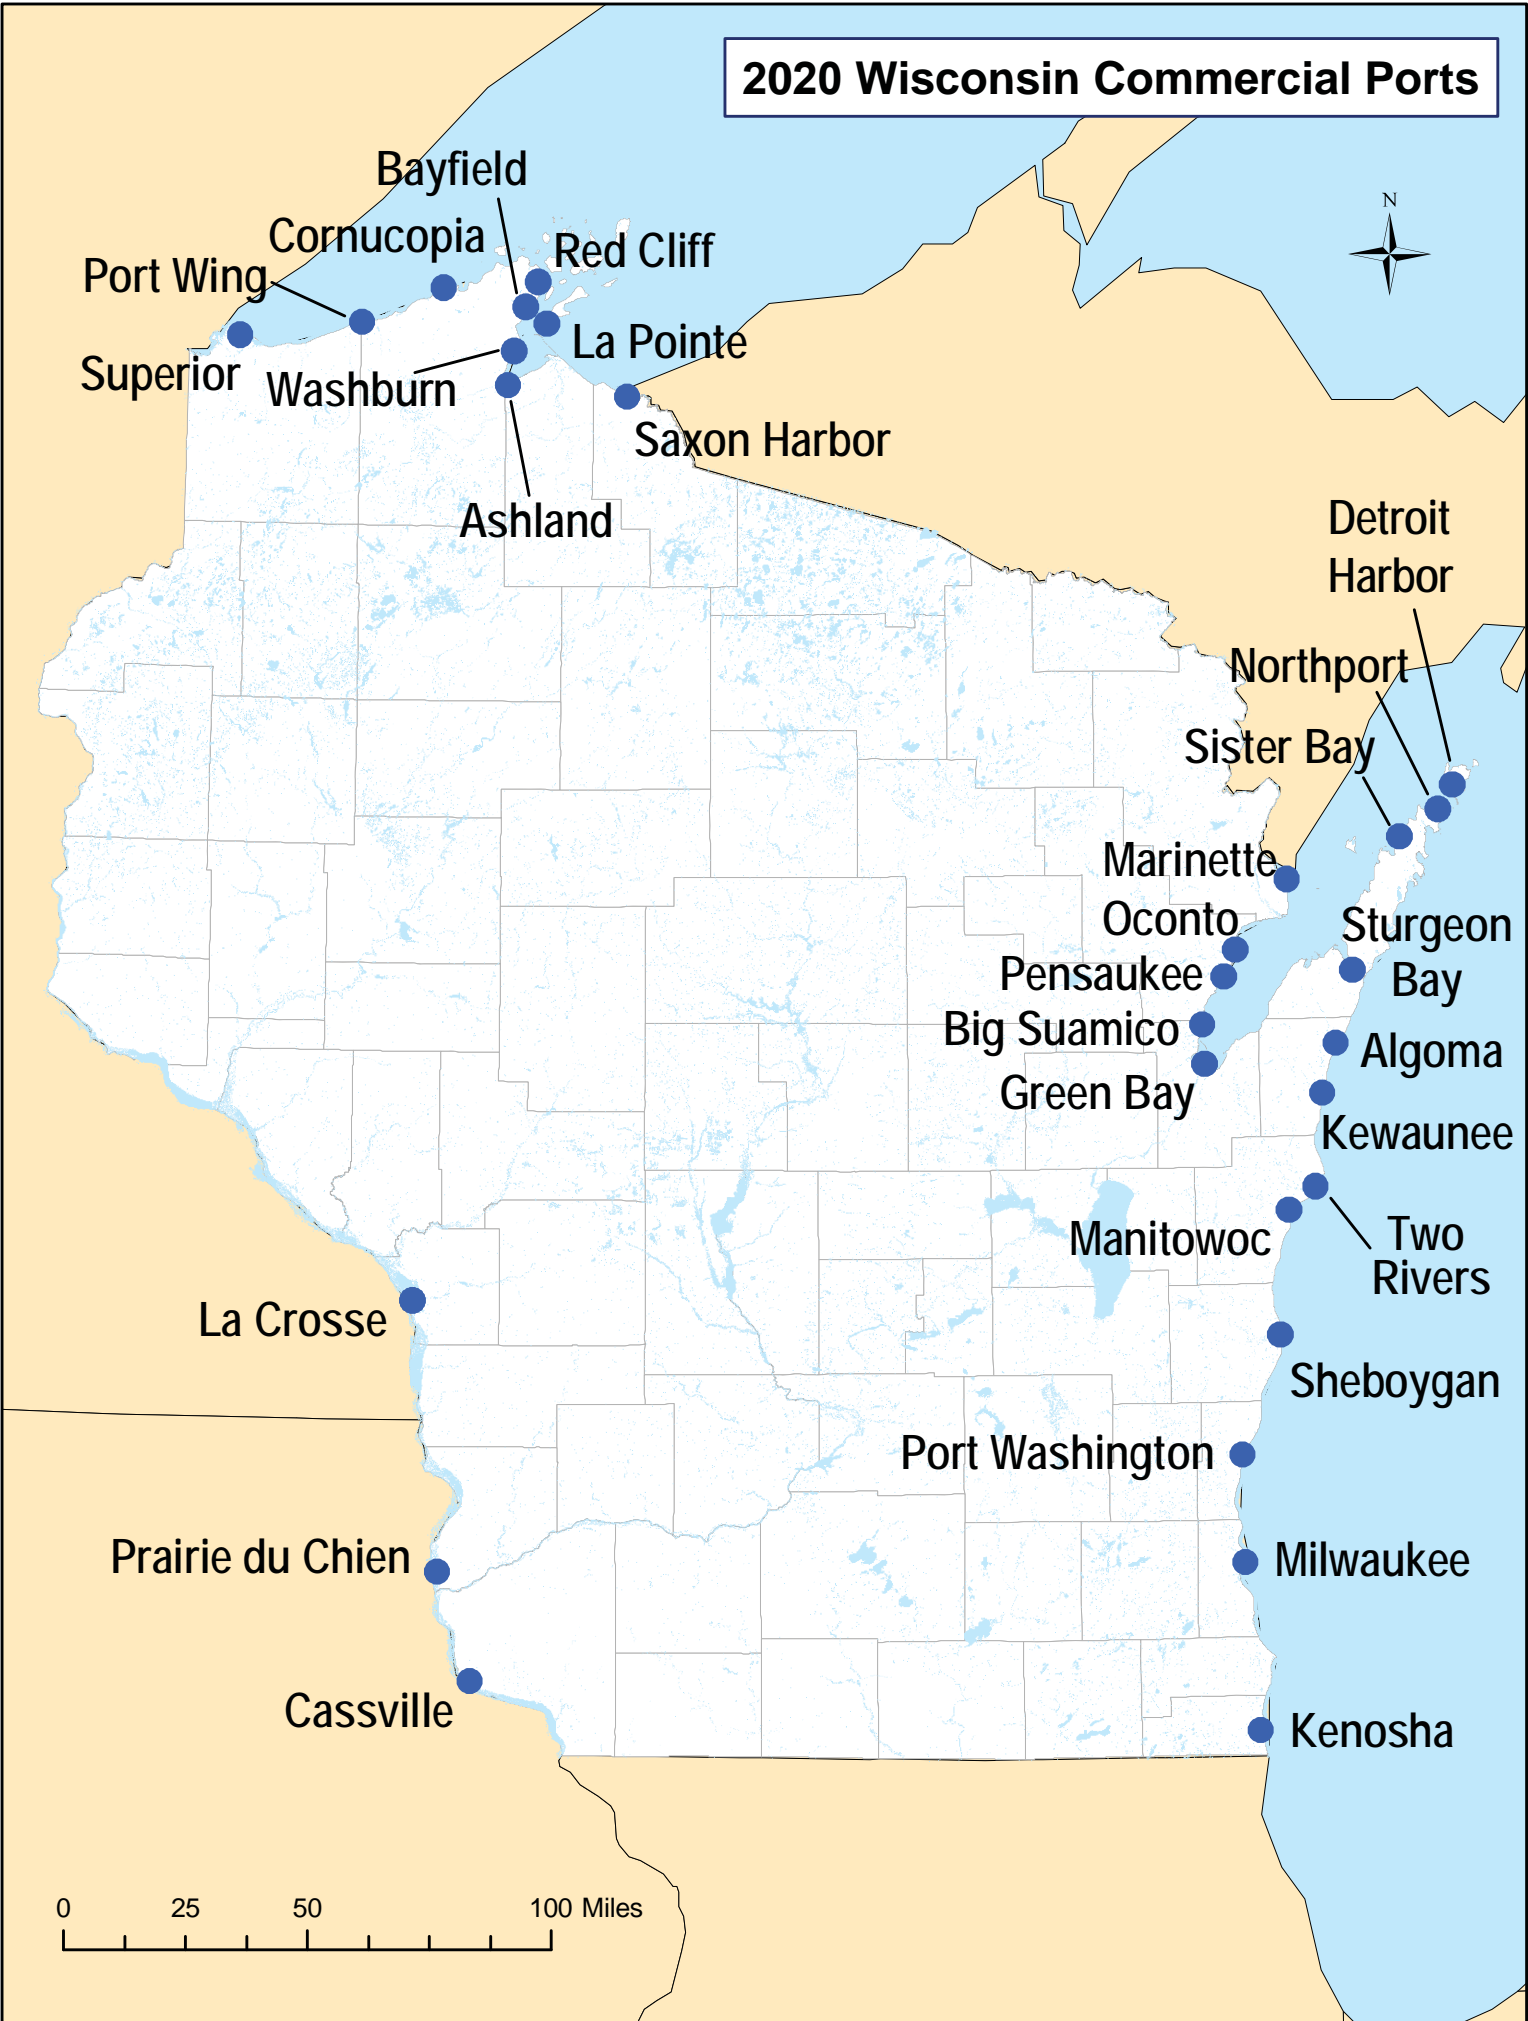 2020 Wisconsin Commercial Ports
Bayfield
N
Cornucopia
Red Cliff
Port Wing
La Pointe
Superior
Washburn
Saxon Harbor
Ashland
Detroit
Harbor
Northport
Sister Bay
Marinette
Oconto
Sturgeon
Bay
Pensaukee
Big Suamico
Algoma
Green Bay
Kewaunee
Manitowoc
Two
Rivers
La Crosse
Sheboygan
Port Washington
Prairie du Chien
Milwaukee
Cassville
Kenosha
0 25 50 100 Miles